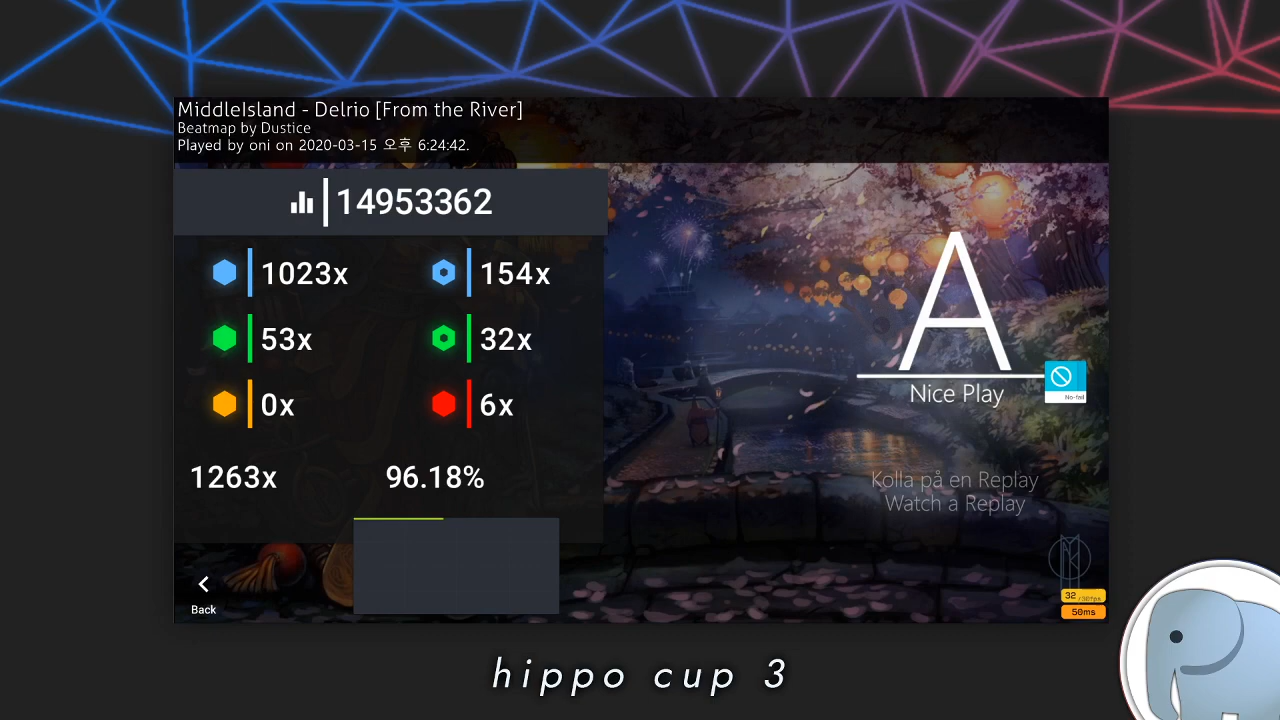 MiddleIsland - Delrio [From the River]
Beatmap by Dustice
Played by oni on 2020-03-15 오후 6:24:42.
14953362
1023x 154x
53x 32x
0x 6x
1263x 96.18%
A
Nice Play
No-fail
Kolla på en Replay
Watch a Replay
Back
32 /30fps
50ms
hippo cup 3